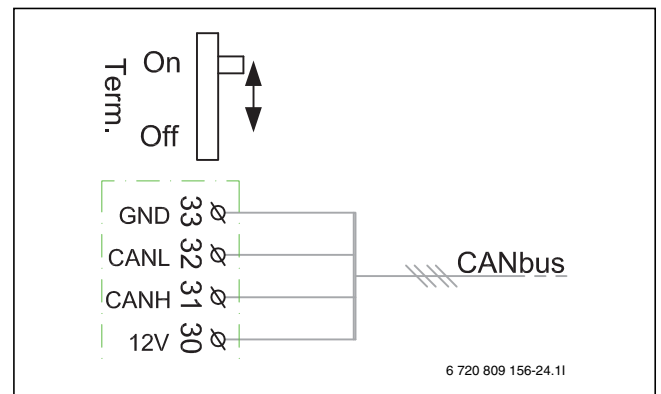 On
Term.
Off
GND 33
CANL 32
CANH 31
12V 30
CANbus
6 720 809 156-24.1I